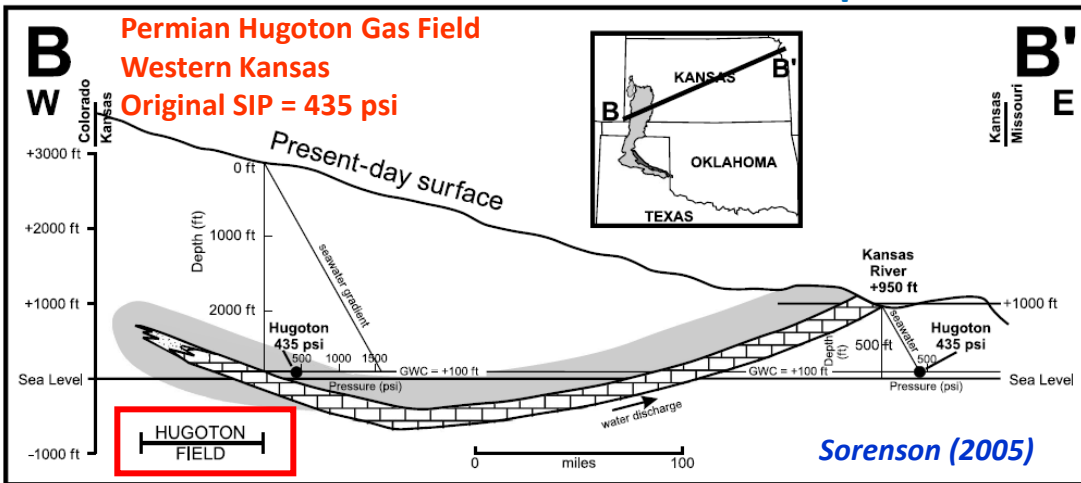 B
W
Permian Hugoton Gas Field
Western Kansas
Original SIP = 435 psi
B'
E
Colorado
Kansas
Kansas
Missouri
KANSAS
B
B'
OKLAHOMA
TEXAS
Present-day surface
+3000 ft
+2000 ft
+1000 ft
Sea Level
-1000 ft
0 ft
1000 ft
2000 ft
Depth (ft)
seawater gradient
Hugoton
435 psi
500
1000
1500
Pressure (psi)
GWC = +100 ft
GWC = +100 ft
water discharge
Kansas
River
+950 ft
+1000 ft
Depth
(ft)
500 ft
seawater
500
Hugoton
435 psi
Pressure (psi)
Sea Level
HUGOTON
FIELD
0
miles
100
Sorenson (2005)